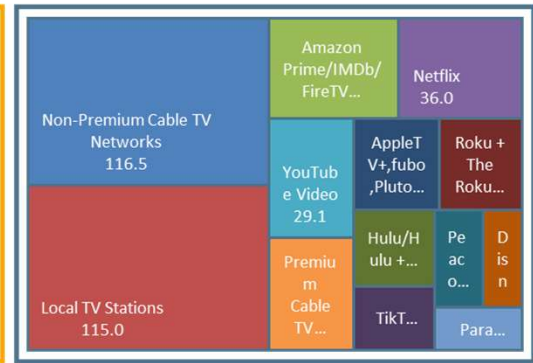 Non-Premium Cable TV
Networks
116.5
Local TV Stations
115.0
Amazon
Prime/IMDb/
FireTV...
Netflix
36.0
YouTub
e Video
29.1
AppleT
V+,fubo
,Pluto...
Roku +
The
Roku...
Premiu
m
Cable
TV...
Hulu/H
ulu +...
Pe
aco
o...
D
is
n
TikT...
Para...